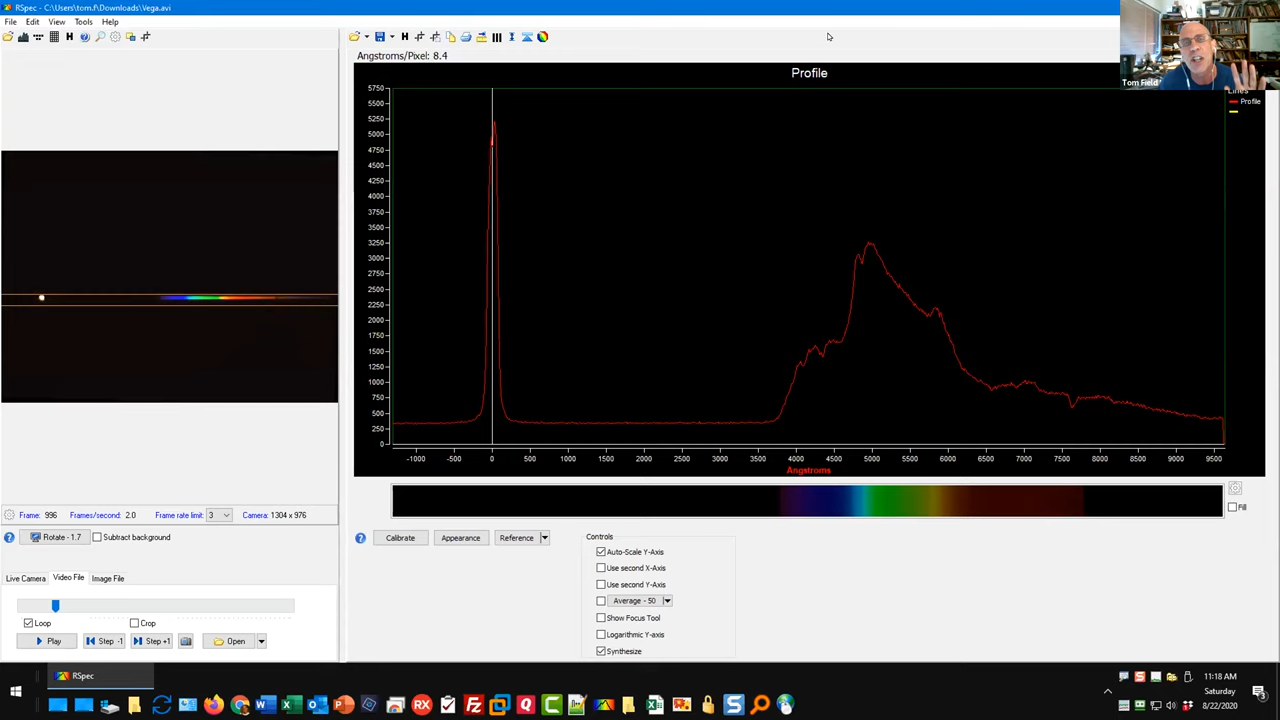 RSpec - C:\Users\tom.f\Downloads\Vega.avi
File Edit View Tools Help
Angstroms/Pixel: 8.4
Profile
Tom Field
Lines
Profile
5750
5500
5250
5000
4750
4500
4250
4000
3750
3500
3250
3000
2750
2500
2250
2000
1750
1500
1250
1000
750
500
250
0
-1000 -500 0 500 1000 1500 2000 2500 3000 3500 4000 4500 5000 5500 6000 6500 7000 7500 8000 8500 9000 9500
Angstroms
Fill
Frame: 996 Frames/second: 2.0 Frame rate limit: 3 Camera: 1304 x 976
Rotate - 1.7 Subtract background
Calibrate Appearance Reference
Controls
Auto-Scale Y-Axis
Use second X-Axis
Use second Y-Axis
Average - 50
Show Focus Tool
Logarithmic Y-axis
Synthesize
Live Camera Video File Image File
Loop Crop
Play Step -1 Step +1 Open
RSpec
11:18 AM
Saturday
8/22/2020